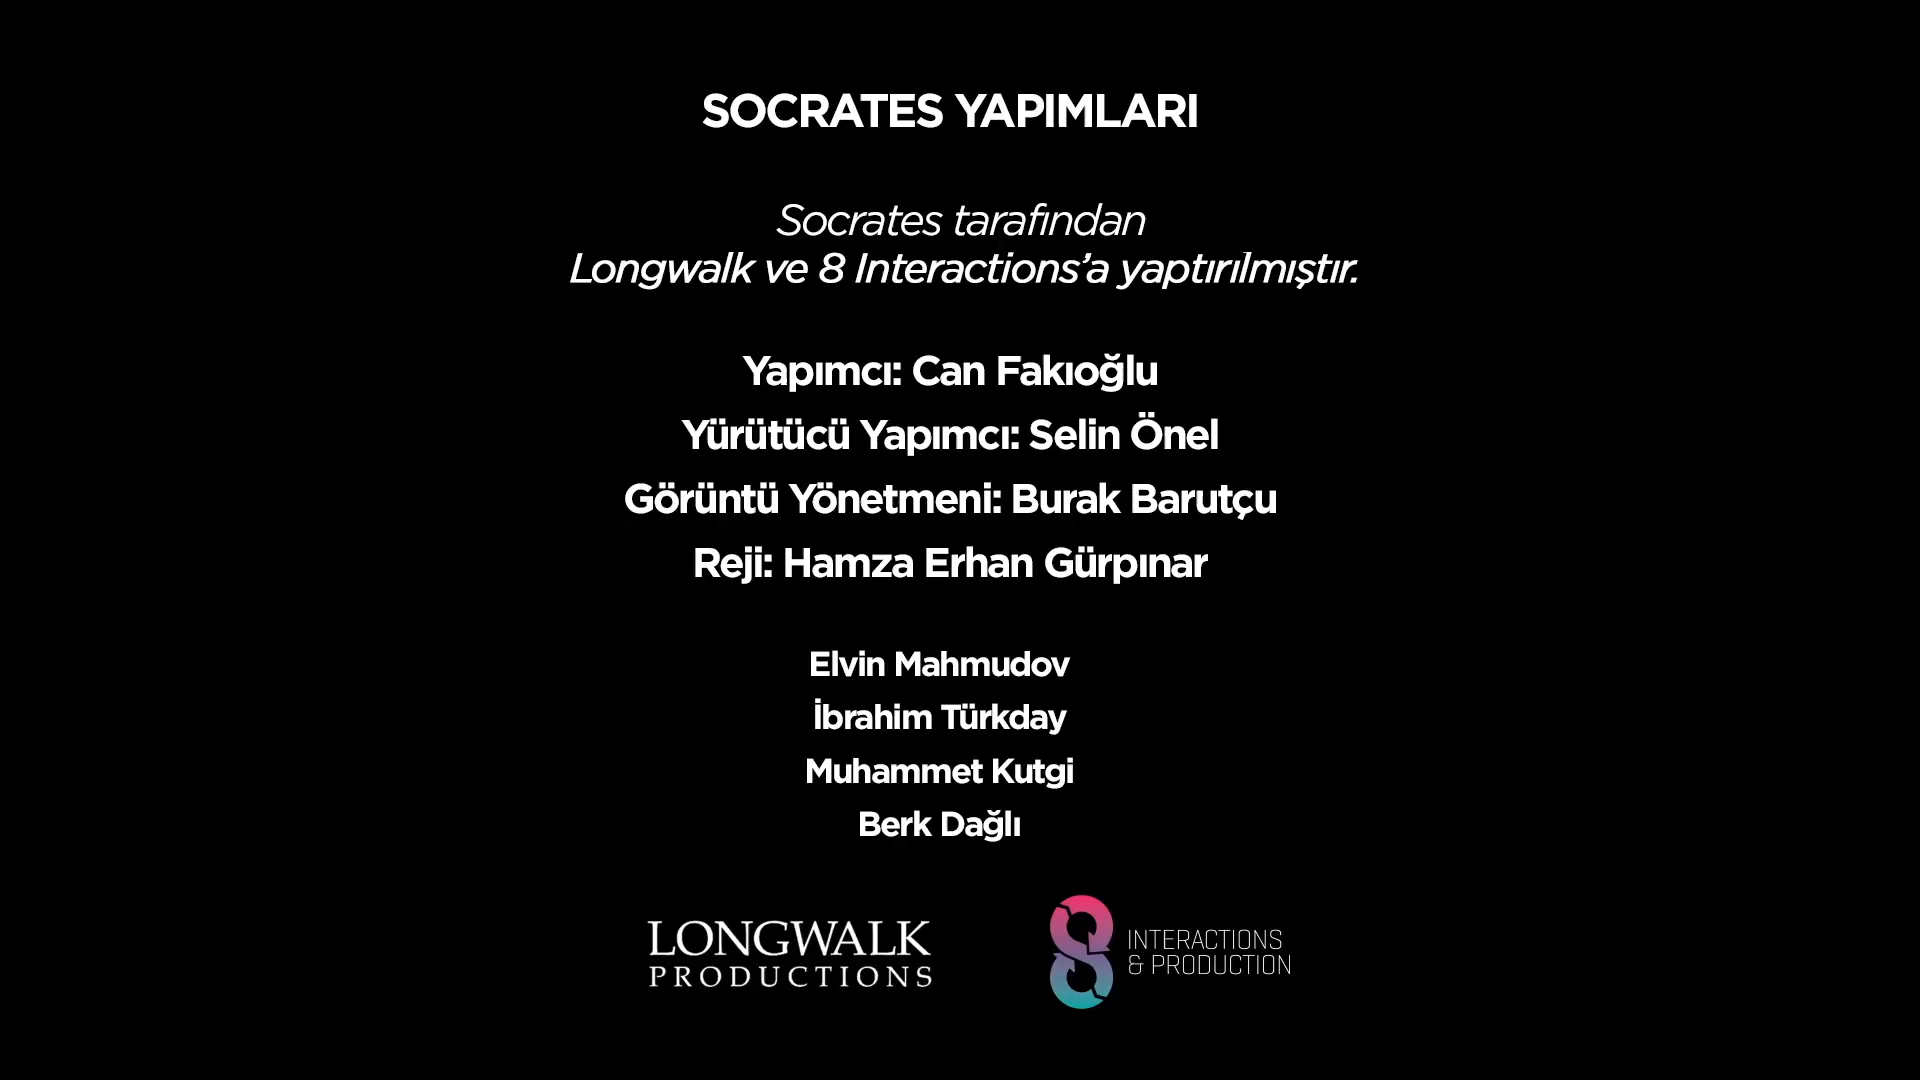 SOCRATES YAPIMLARI
Socrates tarafından
Longwalk ve 8 Interactions’a yaptırılmıştır.
Yapımcı: Can Fakıoğlu
Yürütücü Yapımcı: Selin Önel
Görüntü Yönetmeni: Burak Barutçu
Reji: Hamza Erhan Gürpınar
Elvin Mahmudov
İbrahim Türkday
Muhammet Kutgi
Berk Dağlı
LONGWALK
PRODUCTIONS
8 INTERACTIONS
& PRODUCTION